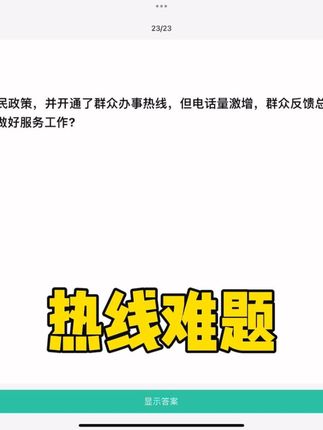 23/23
民政策，并开通了群众办事热线，但电话量激增，群众反馈总
做好服务工作?
热线难题
显示答案